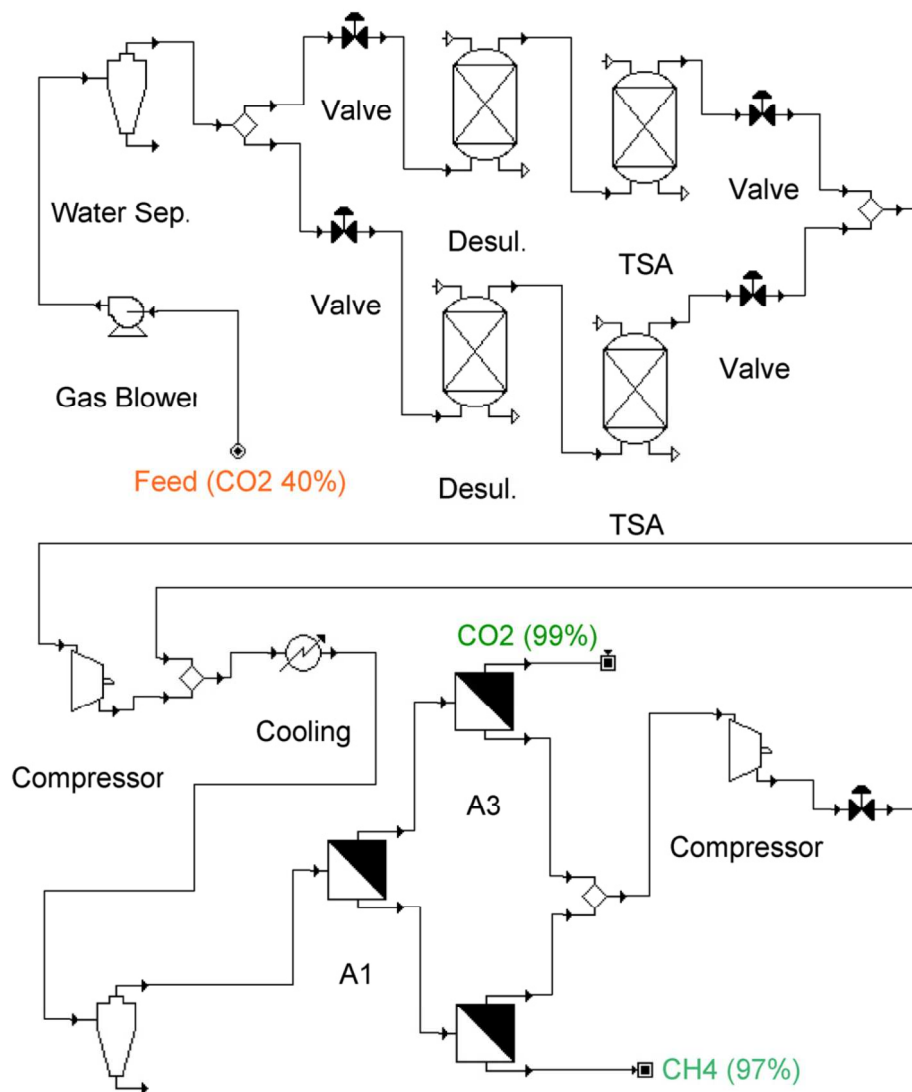 Valve
Water Sep.
Valve
Desul.
TSA
Valve
Valve
Gas Blower
Feed (CO2 40%)
Desul.
TSA
CO2 (99%)
Cooling
Compressor
A3
Compressor
A1
CH4 (97%)